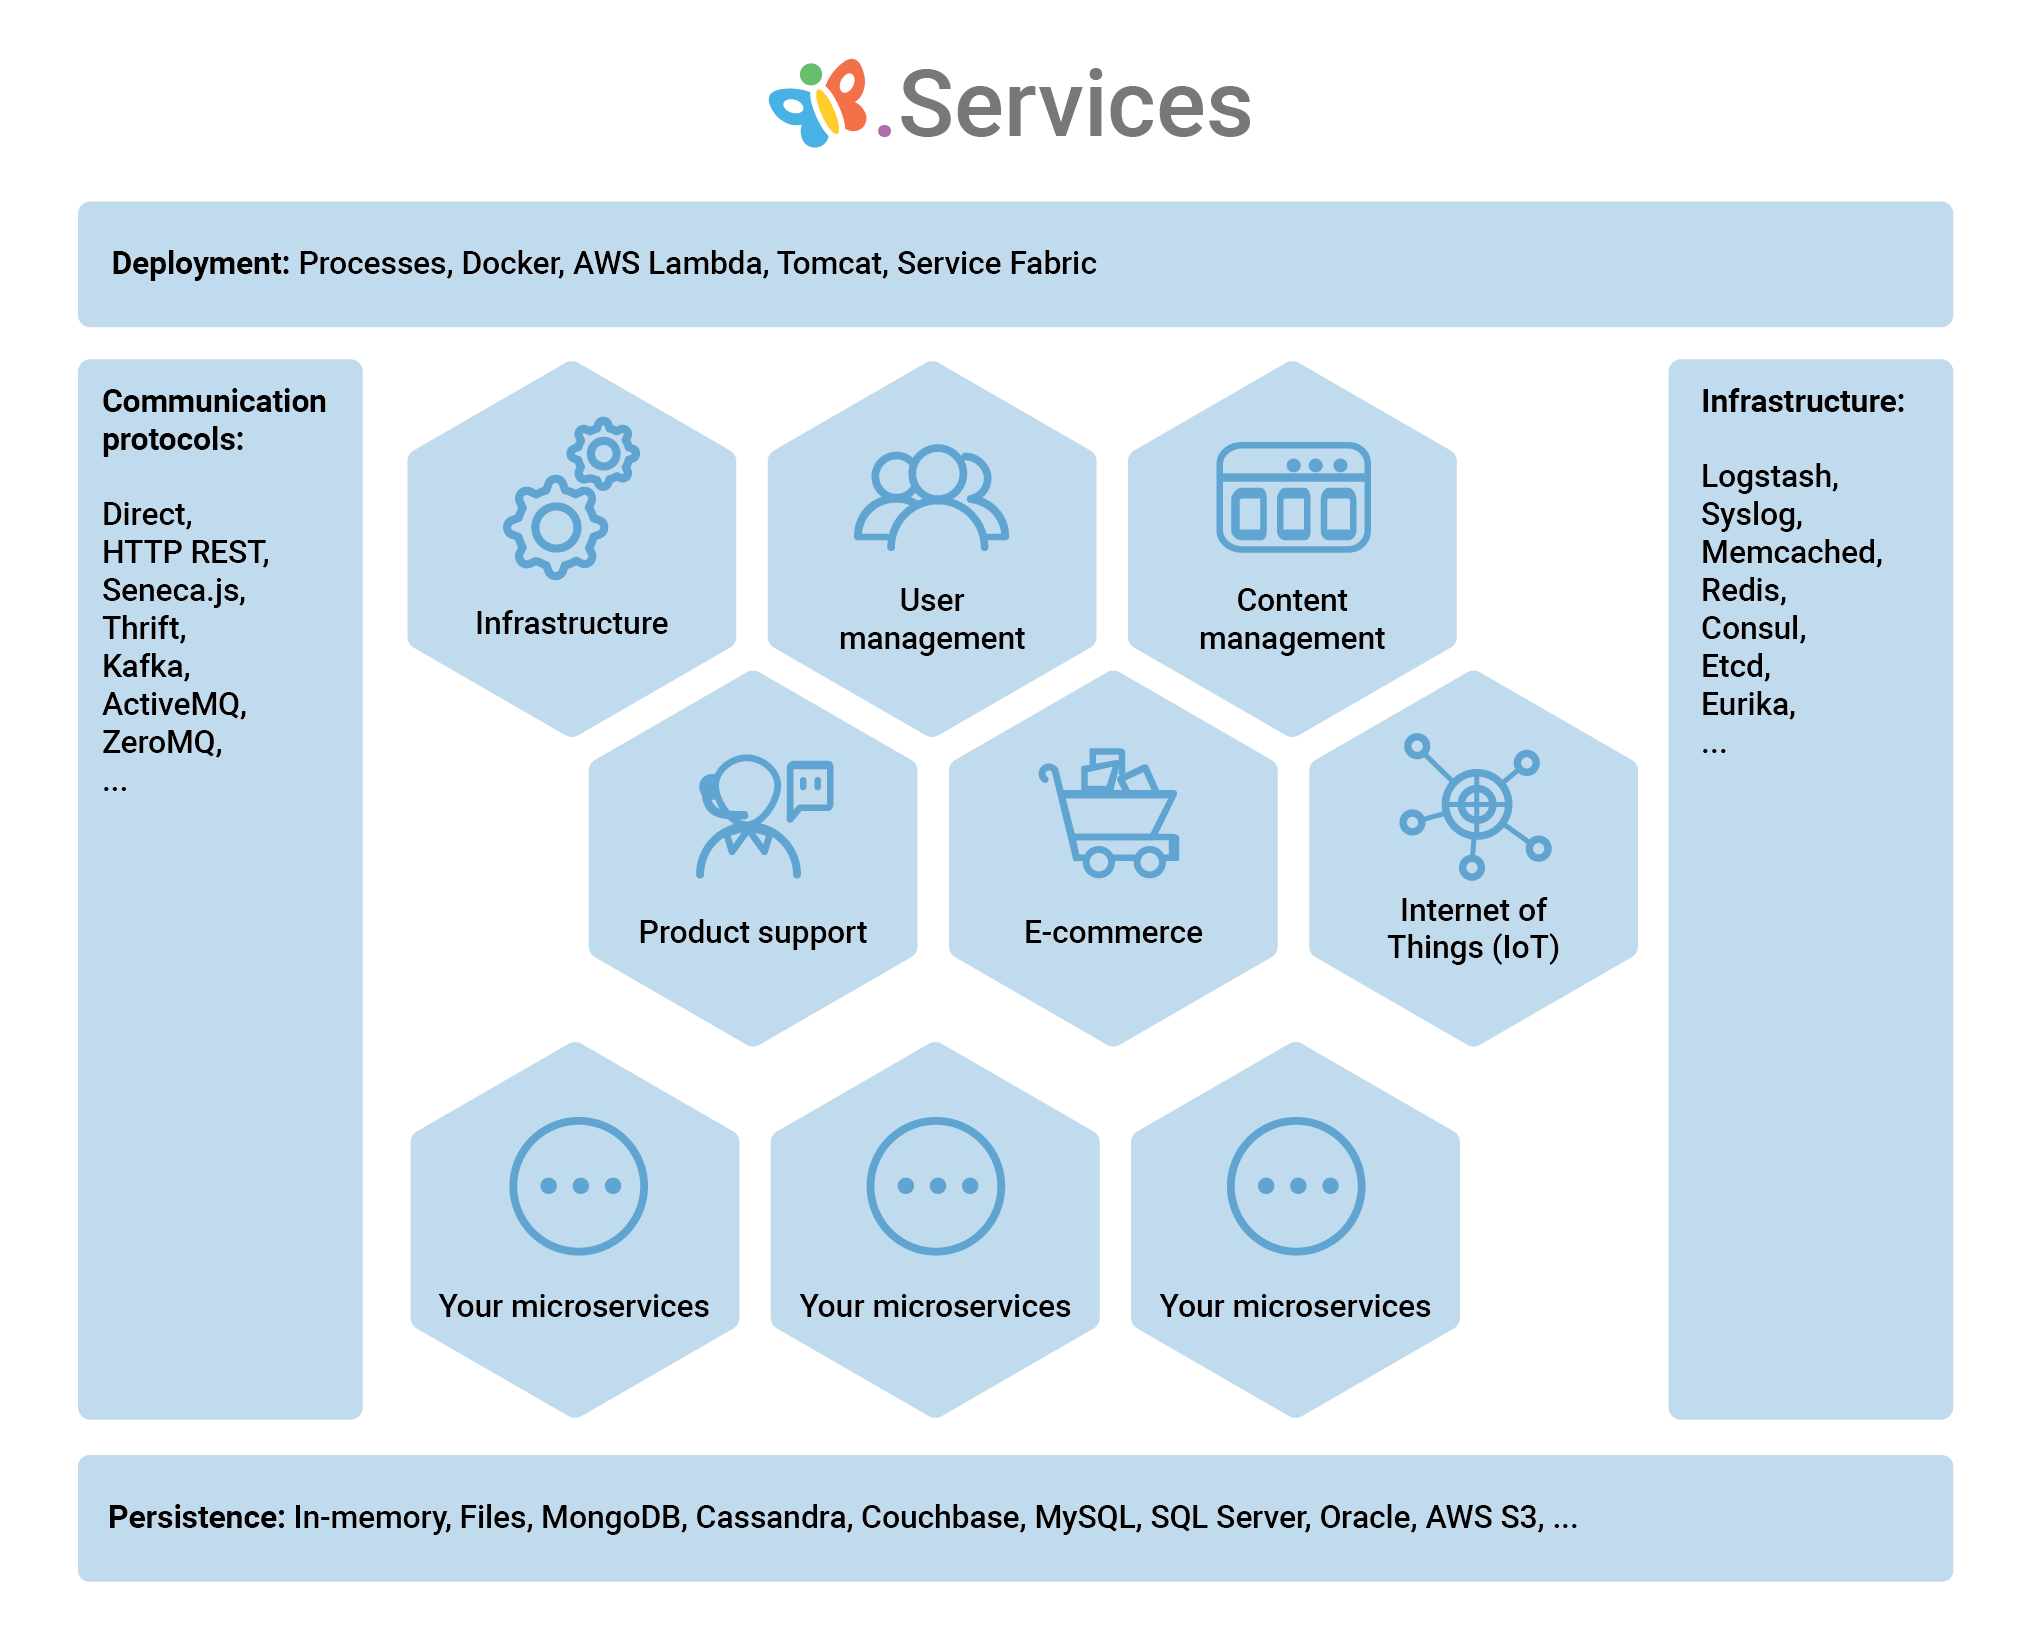 .Services
Deployment: Processes, Docker, AWS Lambda, Tomcat, Service Fabric
Communication
protocols:
Direct,
HTTP REST,
Seneca.js,
Thrift,
Kafka,
ActiveMQ,
ZeroMQ,
...
Infrastructure
User
management
Content
management
Product support
E-commerce
Internet of
Things (IoT)
Your microservices
Your microservices
Your microservices
Infrastructure:
Logstash,
Syslog,
Memcached,
Redis,
Consul,
Etcd,
Eurika,
...
Persistence: In-memory, Files, MongoDB, Cassandra, Couchbase, MySQL, SQL Server, Oracle, AWS S3, ...